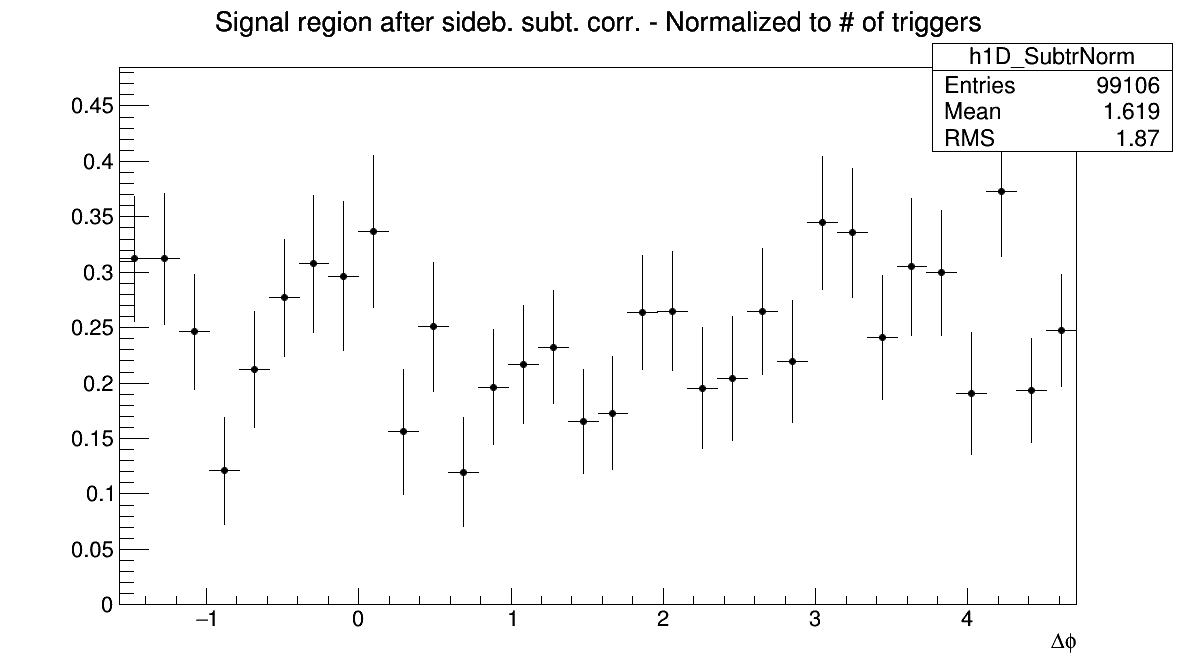 Signal region after sideb. subt. corr. - Normalized to # of triggers
h1D_SubtrNorm
Entries 99106
Mean 1.619
RMS 1.87
0.45
0.4
0.35
0.3
0.25
0.2
0.15
0.1
0.05
0
−1 0 1 2 3 4
Δϕ